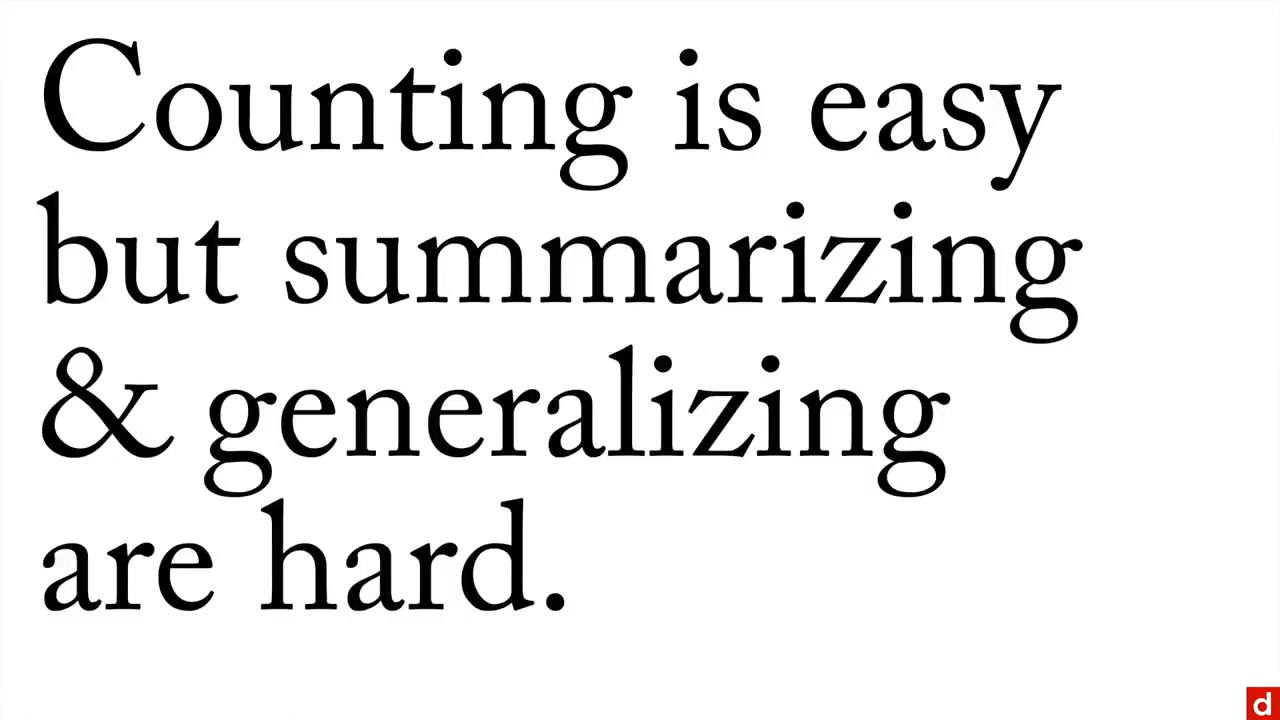 Counting is easy
but summarizing
& generalizing
are hard.
d